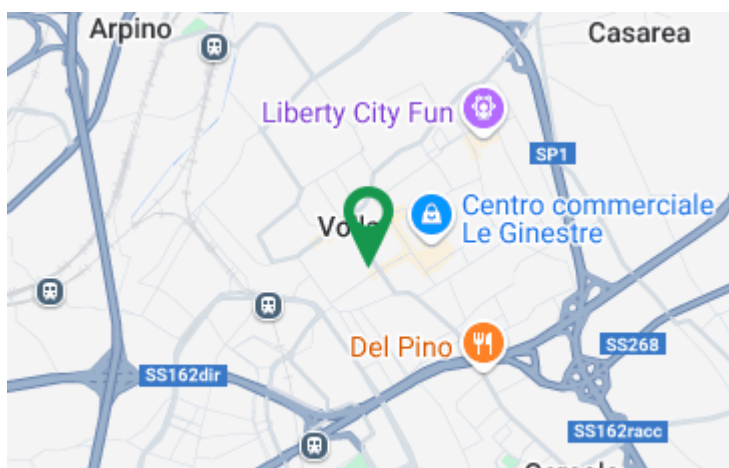 Arpino
Casarea
Liberty City Fun
SP1
Centro commerciale
Le Ginestre
Del Pino
SS268
SS162dir
SS162racc